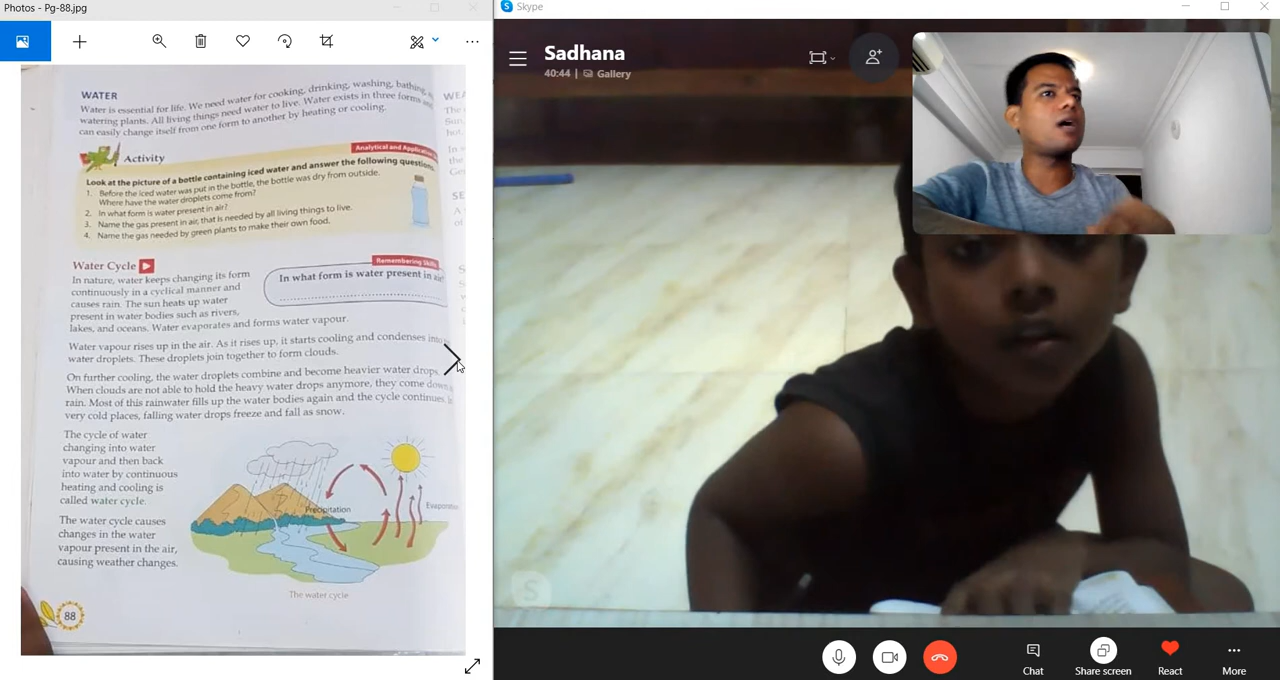 Photos - Pg-88.jpg
Skype
Sadhana
40:44 | Gallery
WATER
Water is essential for life. We need water for cooking, drinking, washing, bathing,
watering plants. All living things need water to live. Water exists in three forms and
can easily change itself from one form to another by heating or cooling.
Analytical and
Activity
Look at the picture of a bottle containing iced water and answer the following questions.
1. Before the iced water was put in the bottle, the bottle was dry from outside.
Where have the water droplets come from?
2. In what form is water present in air?
3. Name the gas present in air, that is needed by all living things to live.
4. Name the gas needed by green plants to make their own food.
Water Cycle
In nature, water keeps changing its form
continuously in a cyclical manner and
causes rain. The sun heats up water
present in water bodies such as rivers,
lakes, and oceans. Water evaporates and forms water vapour.
Remembering Skills
In what form is water present in air
Water vapour rises up in the air. As it rises up, it starts cooling and condenses into
water droplets. These droplets join together to form clouds.
On further cooling, the water droplets combine and become heavier water drops.
When clouds are not able to hold the heavy water drops anymore, they come down
rain. Most of this rainwater fills up the water bodies again and the cycle continues. In
very cold places, falling water drops freeze and fall as snow.
The cycle of water
changing into water
vapour and then back
into water by continuous
heating and cooling is
called water cycle.
The water cycle causes
changes in the water
vapour present in the air,
causing weather changes.
Precipitation
The water cycle
88
Chat
Share screen
React
More